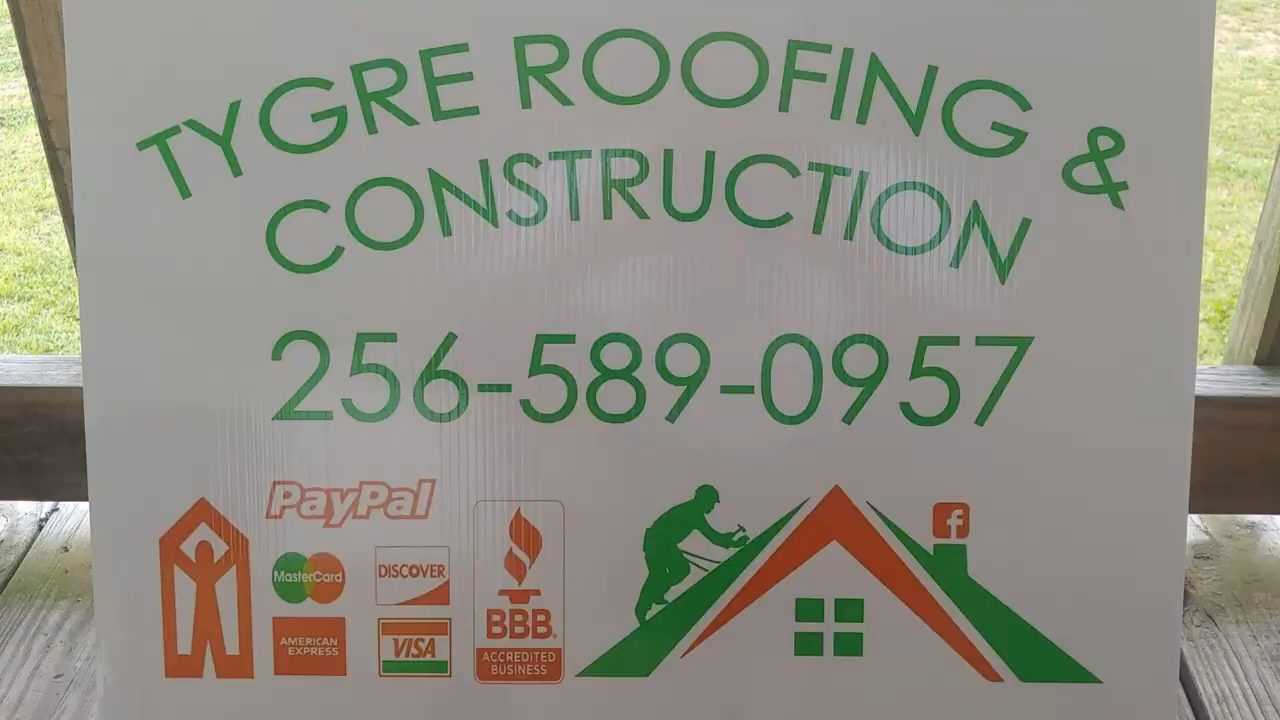 TYGRE ROOFING &
CONSTRUCTION
256-589-0957
PayPal
MasterCard
DISCOVER
AMERICAN
EXPRESS
VISA
BBB
ACCREDITED
BUSINESS
f